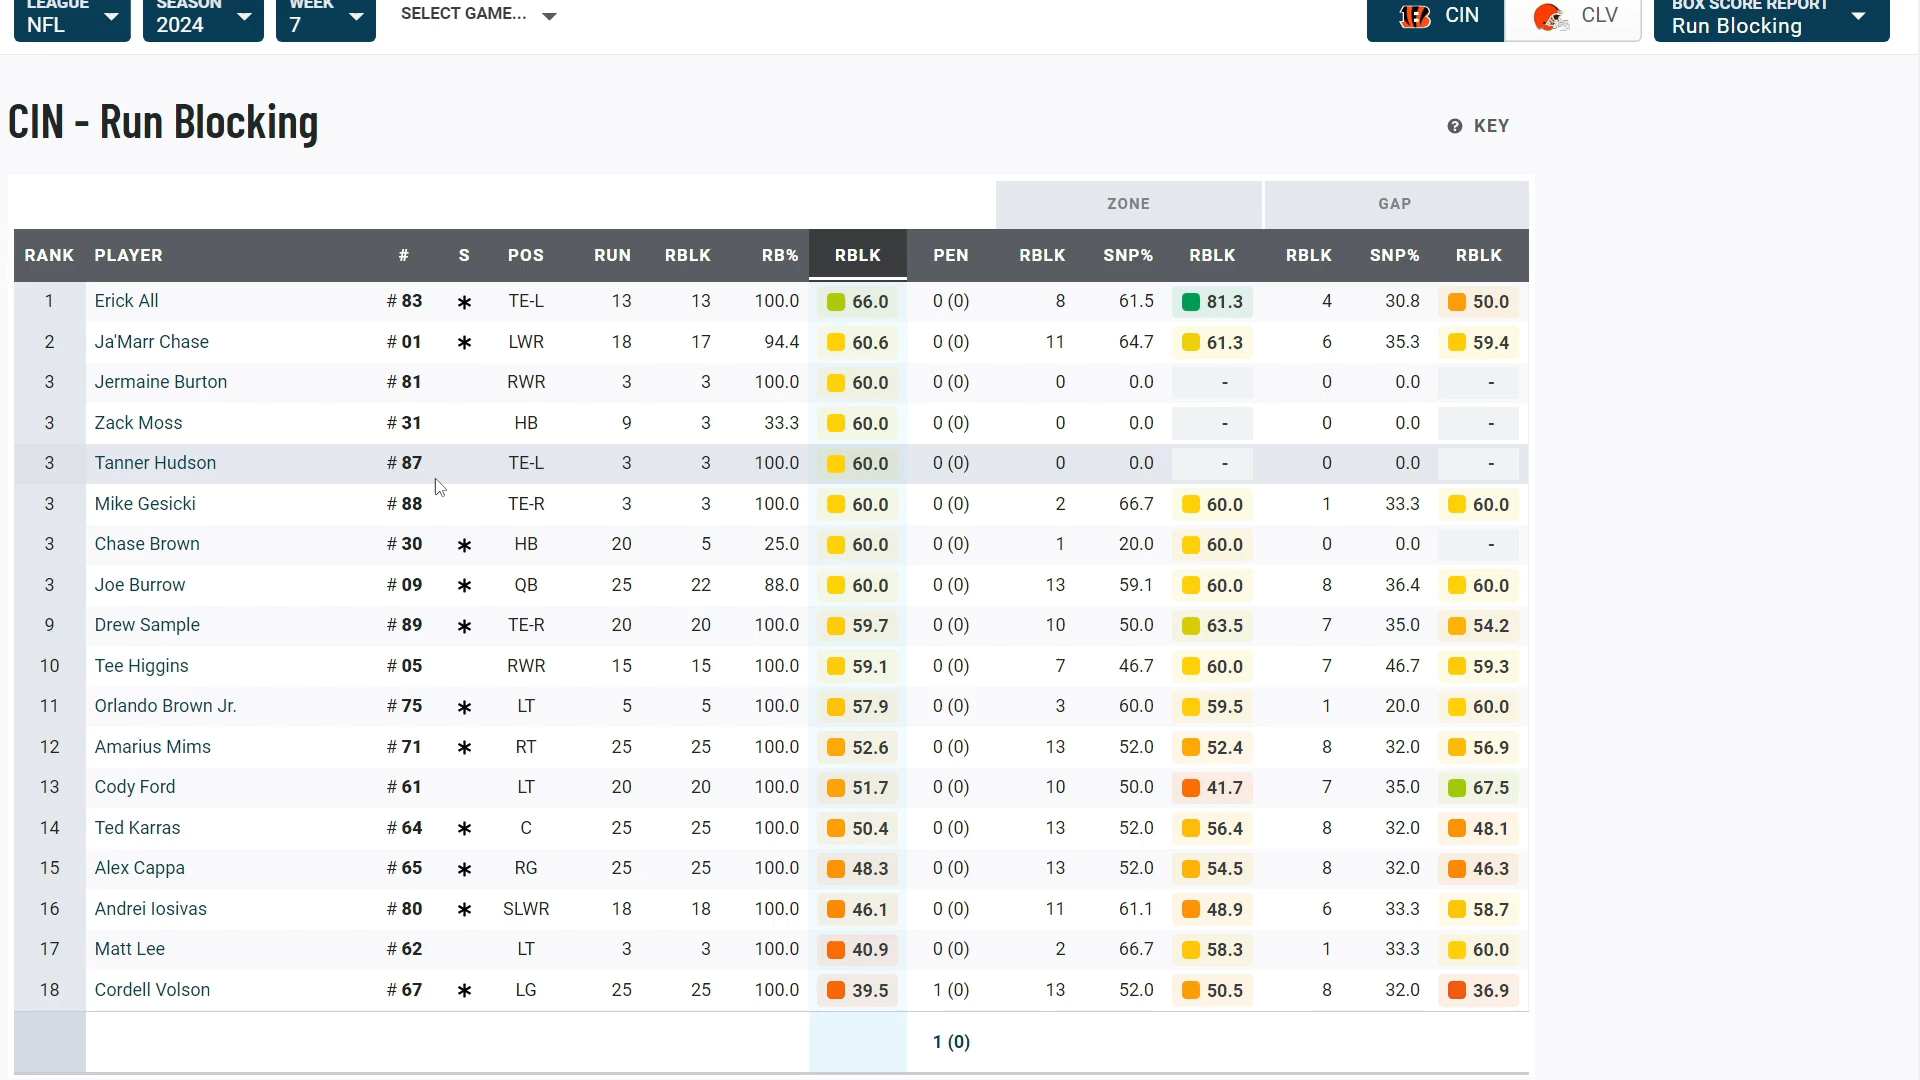 LEAGUE SEASON WEEK SELECT GAME... CIN CLV BOX SCORE REPORT
NFL 2024 7 Run Blocking
CIN - Run Blocking
? KEY
ZONE GAP
RANK PLAYER # S POS RUN RBLK RB% RBLK PEN RBLK SNP% RBLK RBLK SNP% RBLK
1 Erick All # 83 * TE-L 13 13 100.0 66.0 0 (0) 8 61.5 81.3 4 30.8 50.0
2 Ja'Marr Chase # 01 * LWR 18 17 94.4 60.6 0 (0) 11 64.7 61.3 6 35.3 59.4
3 Jermaine Burton # 81 RWR 3 3 100.0 60.0 0 (0) 0 0.0 - 0 0.0 -
3 Zack Moss # 31 HB 9 3 33.3 60.0 0 (0) 0 0.0 - 0 0.0 -
3 Tanner Hudson # 87 TE-L 3 3 100.0 60.0 0 (0) 0 0.0 - 0 0.0 -
3 Mike Gesicki # 88 TE-R 3 3 100.0 60.0 0 (0) 2 66.7 60.0 1 33.3 60.0
3 Chase Brown # 30 * HB 20 5 25.0 60.0 0 (0) 1 20.0 60.0 0 0.0 -
3 Joe Burrow # 09 * QB 25 22 88.0 60.0 0 (0) 13 59.1 60.0 8 36.4 60.0
9 Drew Sample # 89 * TE-R 20 20 100.0 59.7 0 (0) 10 50.0 63.5 7 35.0 54.2
10 Tee Higgins # 05 RWR 15 15 100.0 59.1 0 (0) 7 46.7 60.0 7 46.7 59.3
11 Orlando Brown Jr. # 75 * LT 5 5 100.0 57.9 0 (0) 3 60.0 59.5 1 20.0 60.0
12 Amarius Mims # 71 * RT 25 25 100.0 52.6 0 (0) 13 52.0 52.4 8 32.0 56.9
13 Cody Ford # 61 LT 20 20 100.0 51.7 0 (0) 10 50.0 41.7 7 35.0 67.5
14 Ted Karras # 64 * C 25 25 100.0 50.4 0 (0) 13 52.0 56.4 8 32.0 48.1
15 Alex Cappa # 65 * RG 25 25 100.0 48.3 0 (0) 13 52.0 54.5 8 32.0 46.3
16 Andrei Iosivas # 80 * SLWR 18 18 100.0 46.1 0 (0) 11 61.1 48.9 6 33.3 58.7
17 Matt Lee # 62 LT 3 3 100.0 40.9 0 (0) 2 66.7 58.3 1 33.3 60.0
18 Cordell Volson # 67 * LG 25 25 100.0 39.5 1 (0) 13 52.0 50.5 8 32.0 36.9
1 (0)